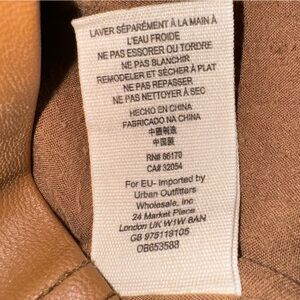 LAVER SÉPARÉMENT À LA MAIN À
L'EAU FROIDE
NE PAS ESSORER OU TORDRE
NE PAS BLANCHIR
REMODELER ET SÉCHER À PLAT
NE PAS REPASSER
NE PAS NETTOYER À SEC
HECHO EN CHINA
FABRICADO NA CHINA
中國製造
中国製
RN# 66170
CA# 32054
For EU- Imported by
Urban Outfitters
Wholesale, Inc
24 Market Place
London UK W1W 8AN
GB 975119105
OB653588